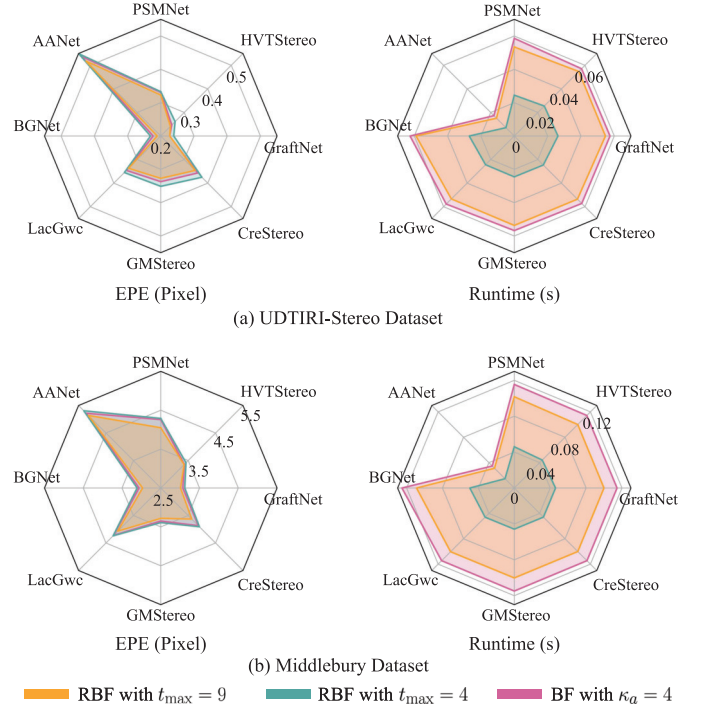 PSMNet
PSMNet
AANet
HVTStereo
AANet
HVTStereo
0.5
0.06
0.4
0.04
0.3
0.02
BGNet
0.2
GraftNet
BGNet
0
GraftNet
LacGwc
CreStereo
LacGwc
CreStereo
GMStereo
GMStereo
EPE (Pixel)
Runtime (s)
(a) UDTIRI-Stereo Dataset
PSMNet
PSMNet
AANet
HVTStereo
AANet
HVTStereo
5.5
0.12
4.5
0.08
3.5
0.04
BGNet
2.5
GraftNet
BGNet
0
GraftNet
LacGwc
CreStereo
LacGwc
CreStereo
GMStereo
GMStereo
EPE (Pixel)
Runtime (s)
(b) Middlebury Dataset
RBF with t_max = 9
RBF with t_max = 4
BF with κ_a = 4